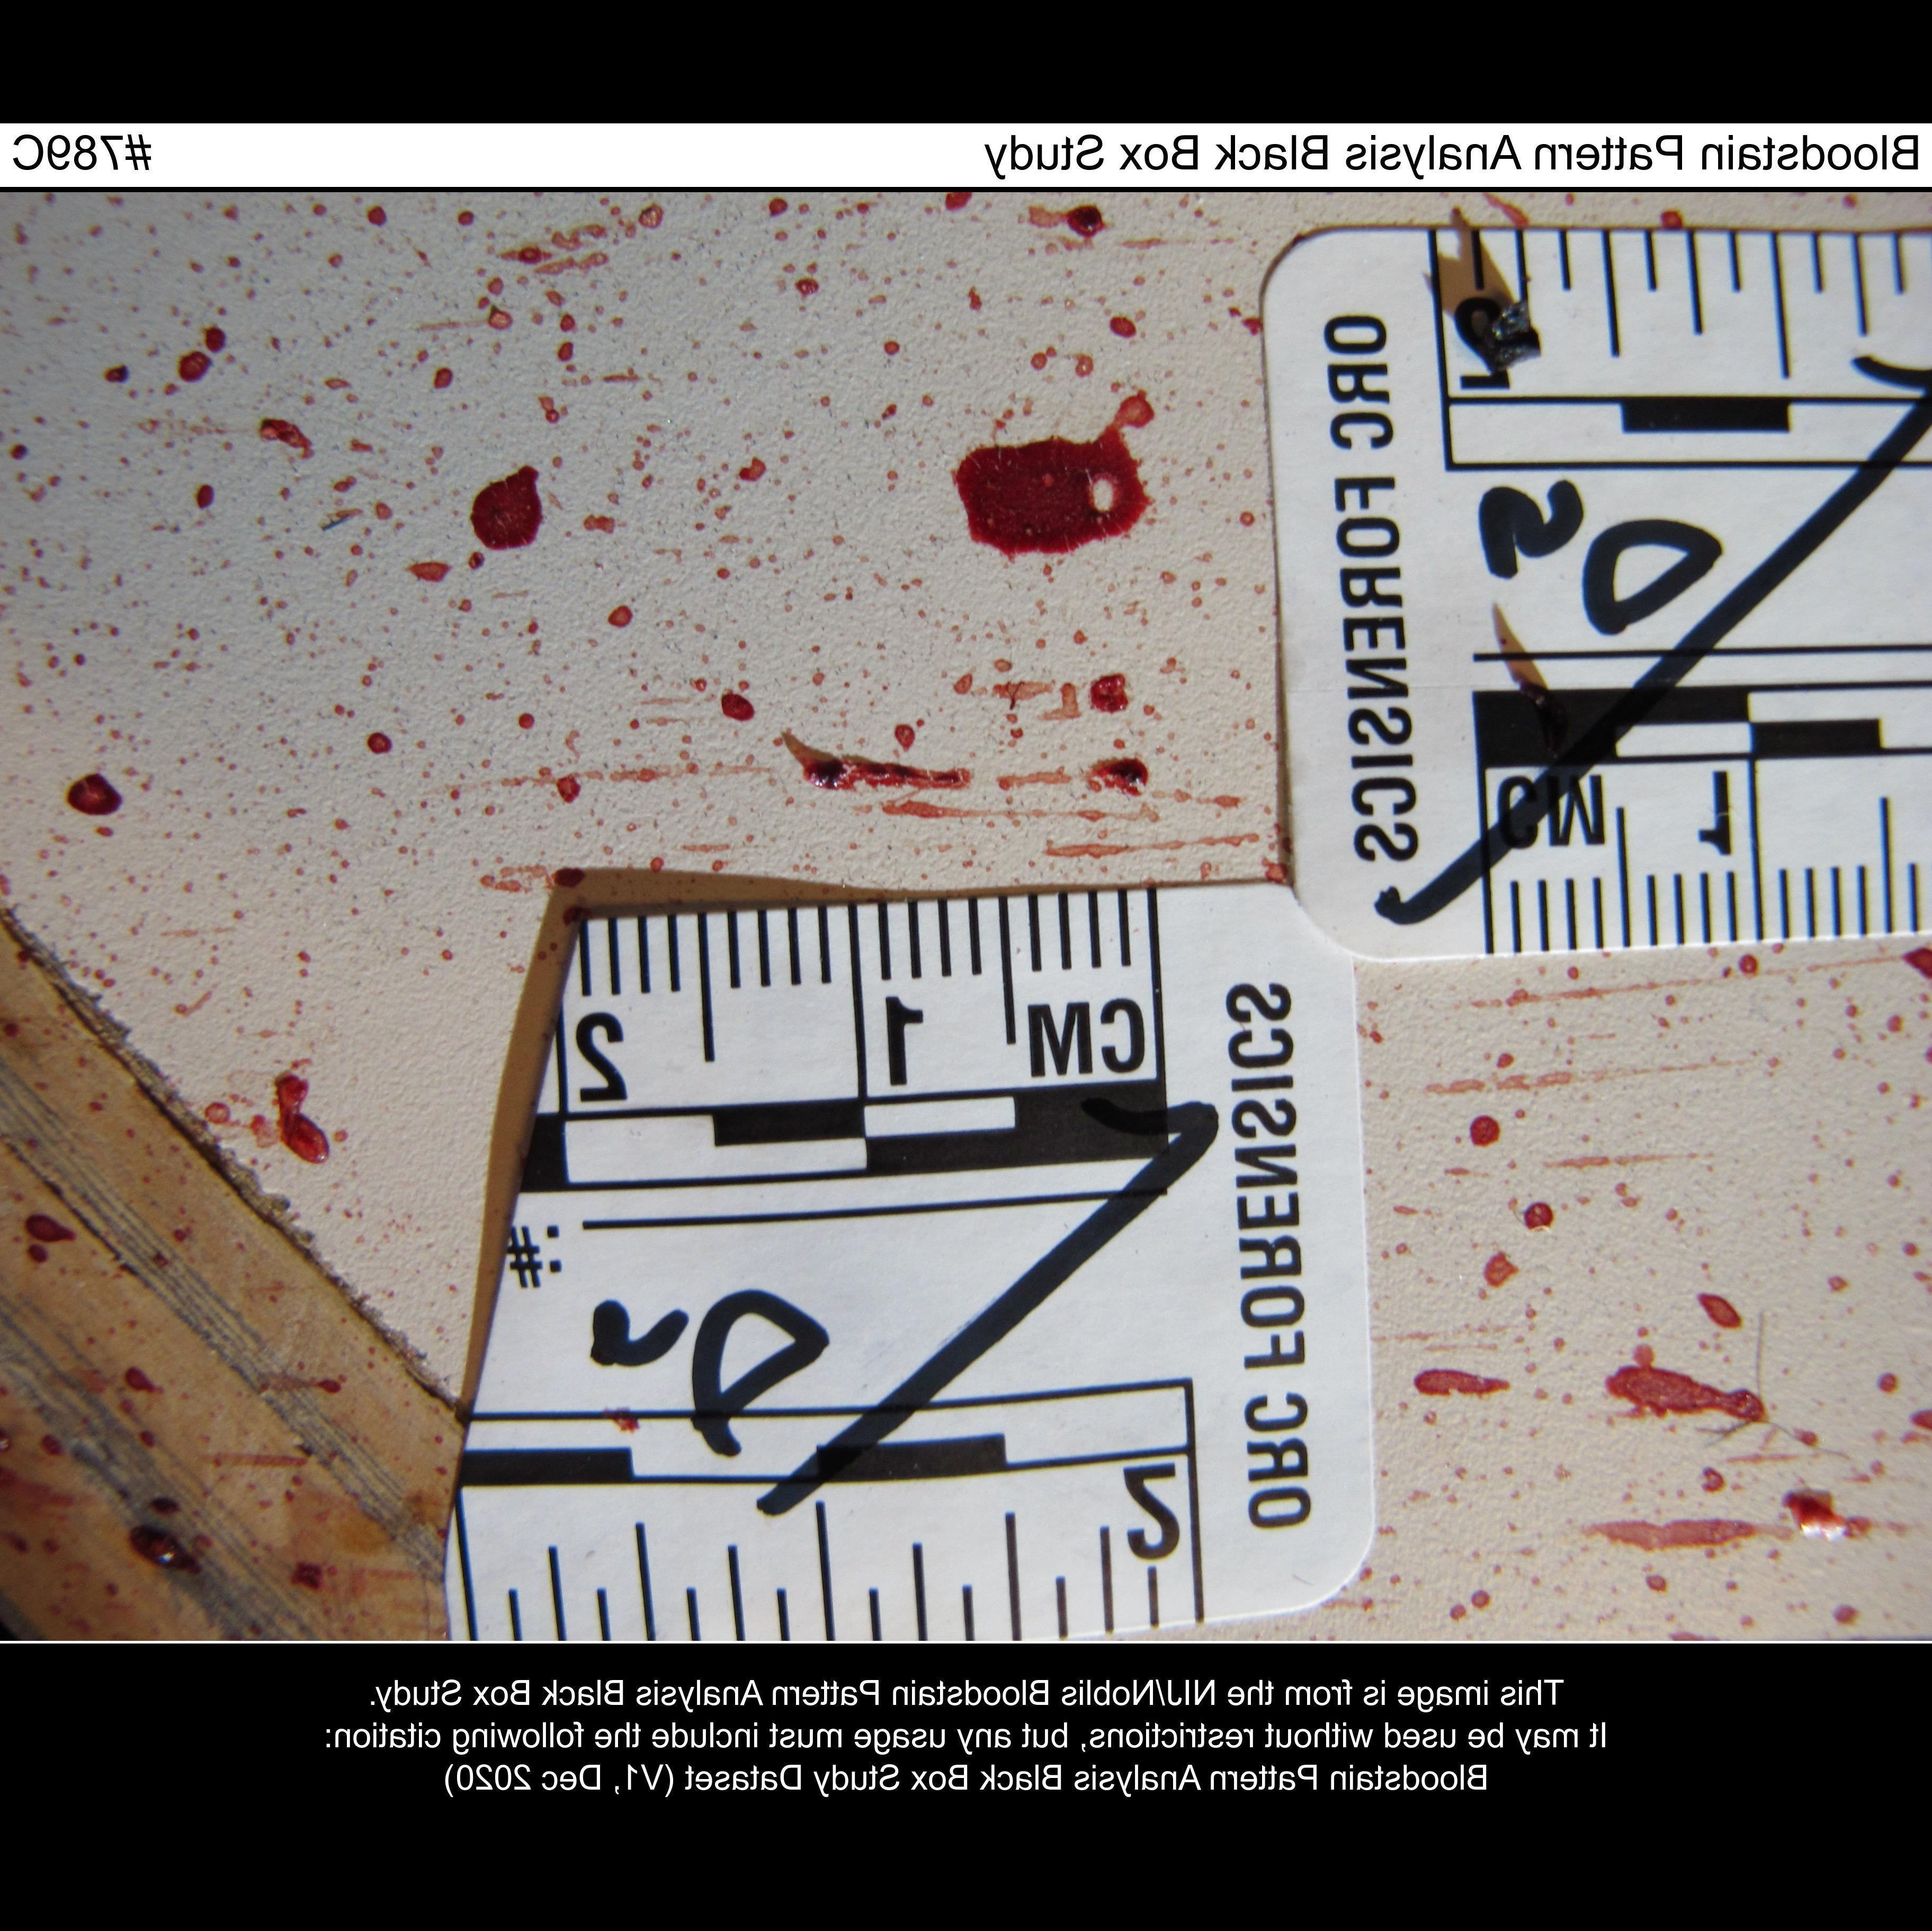 Bloodstain Pattern Analysis Black Box Study #789C
ORC FORENSICS
D2
CM 1
CM 1 2
ORC FORENSICS
#:
D2
2
This image is from the NIJ/Noblis Bloodstain Pattern Analysis Black Box Study.
It may be used without restrictions, but any usage must include the following citation:
Bloodstain Pattern Analysis Black Box Study Dataset (V1, Dec 2020)